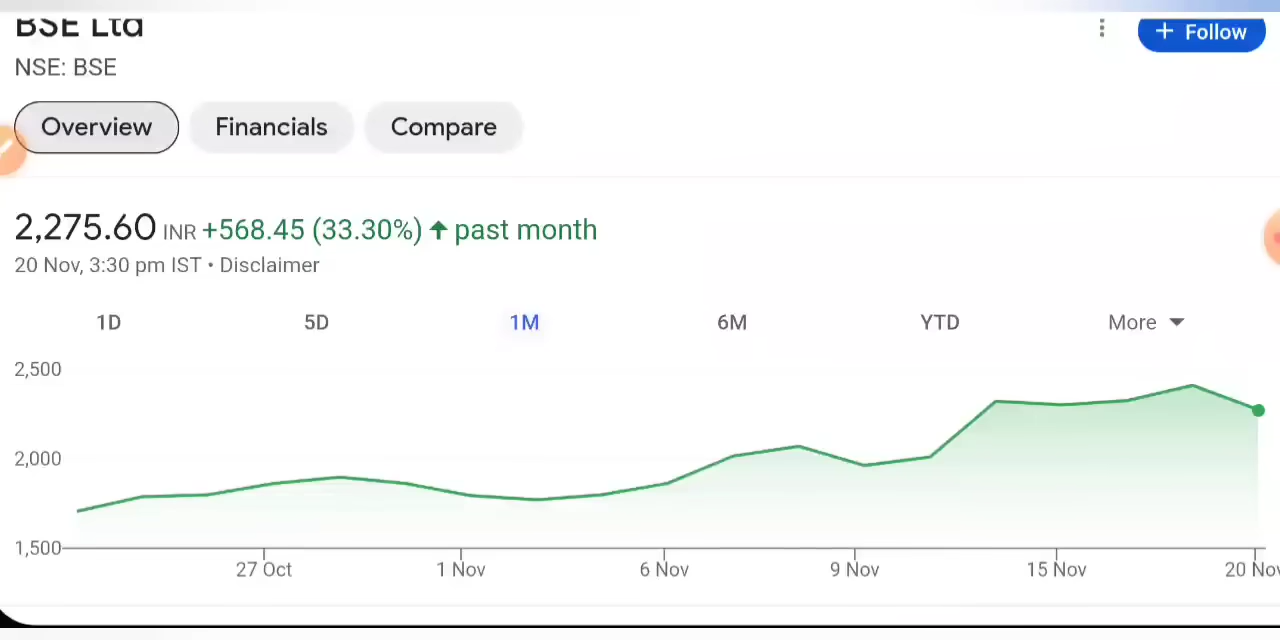 BSE Ltd
+ Follow
NSE: BSE
Overview
Financials
Compare
2,275.60 INR +568.45 (33.30%) ↑ past month
20 Nov, 3:30 pm IST • Disclaimer
1D 5D 1M 6M YTD More
2,500
2,000
1,500
27 Oct 1 Nov 6 Nov 9 Nov 15 Nov 20 Nov